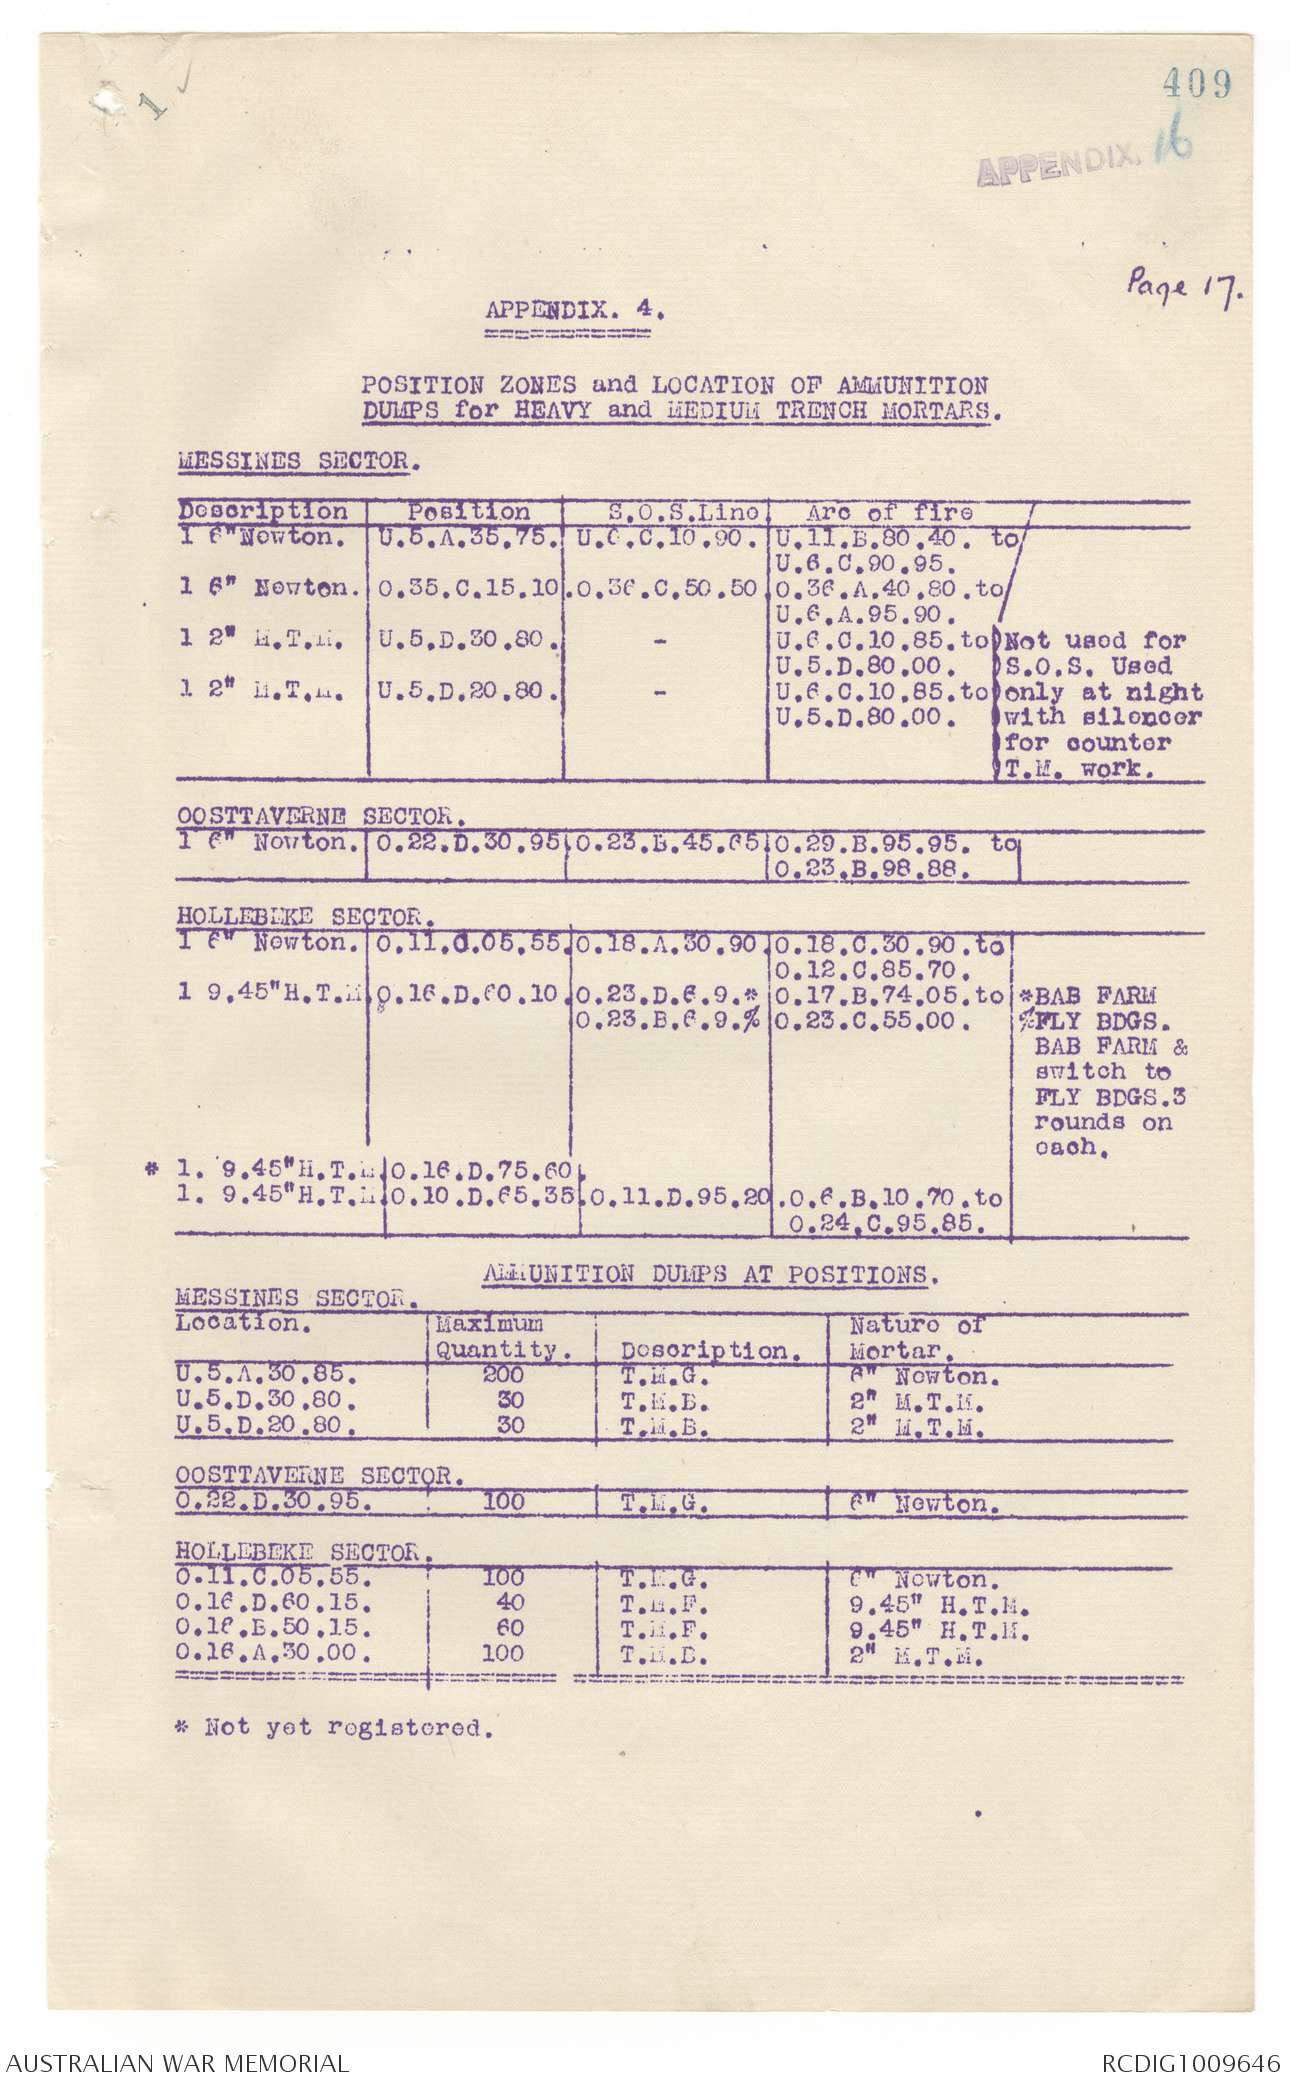 409
1
APPENDIX. 16
Page 17.
APPENDIX. 4.
POSITION ZONES and LOCATION OF AMMUNITION
DUMPS for HEAVY and MEDIUM TRENCH MORTARS.
MESSINES SECTOR.
Description Position S.O.S.Line Arc of fire
1 6"Newton. U.5.A.35.75. U.6.C.10.90. U.11.B.80.40. to
U.6.C.90.95.
1 6" Newton. O.35.C.15.10. O.36.C.50.50. O.36.A.40.80.to
U.6.A.95.90.
1 2" M.T.M. U.5.D.30.80. - U.6.C.10.85.to Not used for
U.5.D.80.00. S.O.S. Used
1 2" M.T.M. U.5.D.20.80. - U.6.C.10.85.to only at night
U.5.D.80.00. with silencer
for counter
T.M. work.
OOSTTAVERNE SECTOR.
1 6" Newton. O.22.D.30.95. O.23.B.45.65 O.29.B.95.95. to
O.23.B.98.88.
HOLLEBEKE SECTOR.
1 6" Newton. O.11.C.05.55. O.18.A.30.90. O.18.C.30.90.to
O.12.C.85.70.
1 9.45"H.T.M. O.16.D.60.10. O.23.D.6.9.* O.17.B.74.05.to *BAB FARM
O.23.B.6.9.% O.23.C.55.00. %FLY BDGS.
BAB FARM &
switch to
FLY BDGS.3
rounds on
each.
* 1. 9.45"H.T.M. O.16.D.75.60.
1. 9.45"H.T.M. O.10.D.65.35. O.11.D.95.20. O.6.B.10.70.to
O.24.C.95.85.
AMMUNITION DUMPS AT POSITIONS.
MESSINES SECTOR.
Location. Maximum Nature of
Quantity. Description. Mortar.
U.5.A.30.85. 200 T.M.G. 6" Newton.
U.5.D.30.80. 30 T.M.B. 2" M.T.M.
U.5.D.20.80. 30 T.M.B. 2" M.T.M.
OOSTTAVERNE SECTOR.
O.22.D.30.95. 100 T.M.G. 6" Newton.
HOLLEBEKE SECTOR.
O.11.C.05.55. 100 T.M.G. 6" Newton.
O.16.D.60.15. 40 T.M.F. 9.45" H.T.M.
O.16.B.50.15. 60 T.M.F. 9.45" H.T.M.
O.16.A.30.00. 100 T.M.B. 2" M.T.M.
* Not yet registered.
AUSTRALIAN WAR MEMORIAL
RCDIG1009646